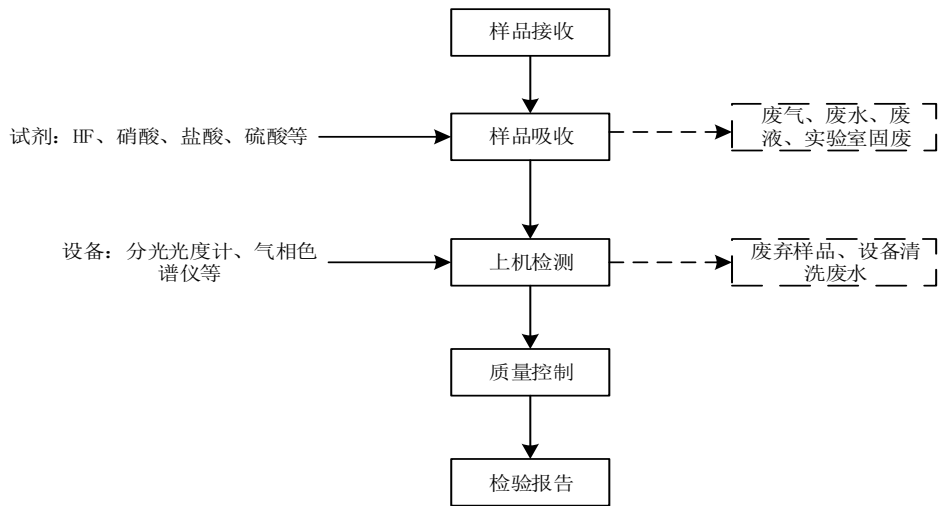 样品接收
试剂：HF、硝酸、盐酸、硫酸等
样品吸收
废气、废水、废
液、实验室固废
设备：分光光度计、气相色
谱仪等
上机检测
废弃样品、设备清
洗废水
质量控制
检验报告